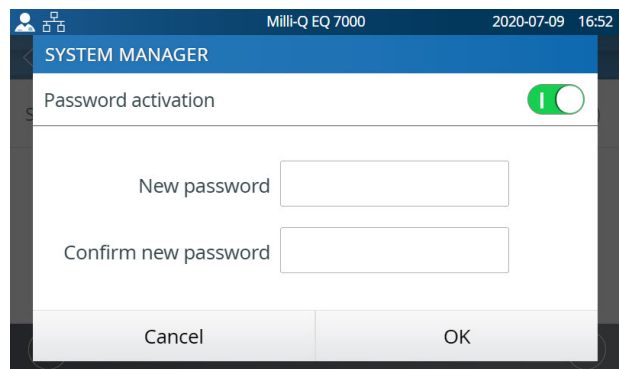 Milli-Q EQ 7000 2020-07-09 16:52
SYSTEM MANAGER
Password activation
New password
Confirm new password
Cancel OK